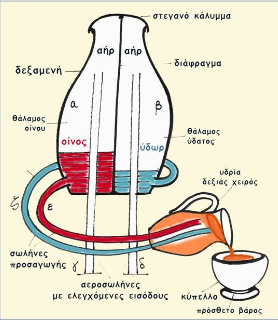 στεγανό κάλυμμα
αήρ αήρ
δεξαμενή
διάφραγμα
α
β
θάλαμος
οίνου
οίνος
ύδωρ
θάλαμος
ύδατος
υδρία
δεξιάς χειρός
ζ
ε
σωλήνες
προσαγωγής
γ
δ
αεροσωλήνες
με ελεγχόμενες εισόδους
κύπελλο
πρόσθετο βάρος